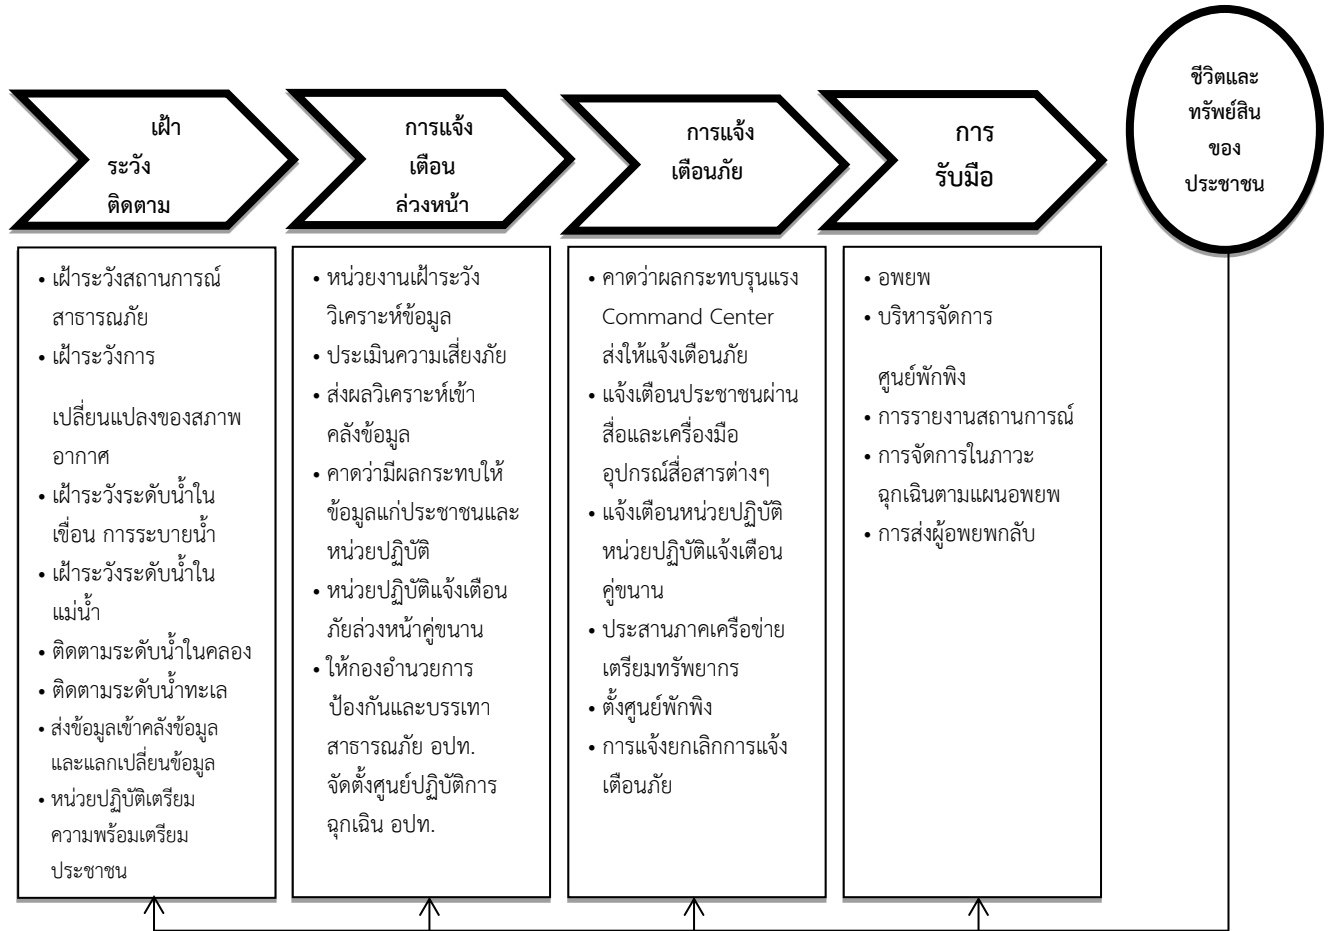 เฝ้า
ระวัง
ติดตาม
การแจ้ง
เตือน
ล่วงหน้า
การแจ้ง
เตือนภัย
การ
รับมือ
ชีวิตและ
ทรัพย์สิน
ของ
ประชาชน
• เฝ้าระวังสถานการณ์
สาธารณภัย
• เฝ้าระวังการ
เปลี่ยนแปลงของสภาพ
อากาศ
• เฝ้าระวังระดับน้ำใน
เขื่อน การระบายน้ำ
• เฝ้าระวังระดับน้ำใน
แม่น้ำ
• ติดตามระดับน้ำในคลอง
• ติดตามระดับน้ำทะเล
• ส่งข้อมูลเข้าคลังข้อมูล
และแลกเปลี่ยนข้อมูล
• หน่วยปฏิบัติเตรียม
ความพร้อมเตรียม
ประชาชน
• หน่วยงานเฝ้าระวัง
วิเคราะห์ข้อมูล
• ประเมินความเสี่ยงภัย
• ส่งผลวิเคราะห์เข้า
คลังข้อมูล
• คาดว่ามีผลกระทบให้
ข้อมูลแก่ประชาชนและ
หน่วยปฏิบัติ
• หน่วยปฏิบัติแจ้งเตือน
ภัยล่วงหน้าคู่ขนาน
• ให้กองอำนวยการ
ป้องกันและบรรเทา
สาธารณภัย อปท.
จัดตั้งศูนย์ปฏิบัติการ
ฉุกเฉิน อปท.
• คาดว่าผลกระทบรุนแรง
Command Center
ส่งให้แจ้งเตือนภัย
• แจ้งเตือนประชาชนผ่าน
สื่อและเครื่องมือ
อุปกรณ์สื่อสารต่างๆ
• แจ้งเตือนหน่วยปฏิบัติ
หน่วยปฏิบัติแจ้งเตือน
คู่ขนาน
• ประสานภาคเครือข่าย
เตรียมทรัพยากร
• ตั้งศูนย์พักพิง
• การแจ้งยกเลิกการแจ้ง
เตือนภัย
• อพยพ
• บริหารจัดการ
ศูนย์พักพิง
• การรายงานสถานการณ์
• การจัดการในภาวะ
ฉุกเฉินตามแผนอพยพ
• การส่งผู้อพยพกลับ